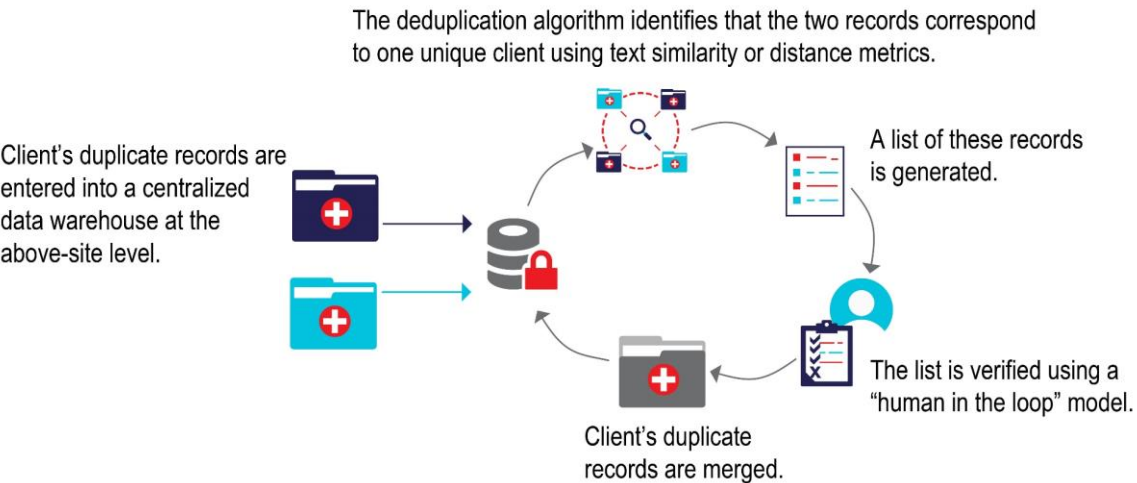 The deduplication algorithm identifies that the two records correspond
to one unique client using text similarity or distance metrics.
Client’s duplicate records are
entered into a centralized
data warehouse at the
above-site level.
A list of these records
is generated.
The list is verified using a
“human in the loop” model.
Client’s duplicate
records are merged.